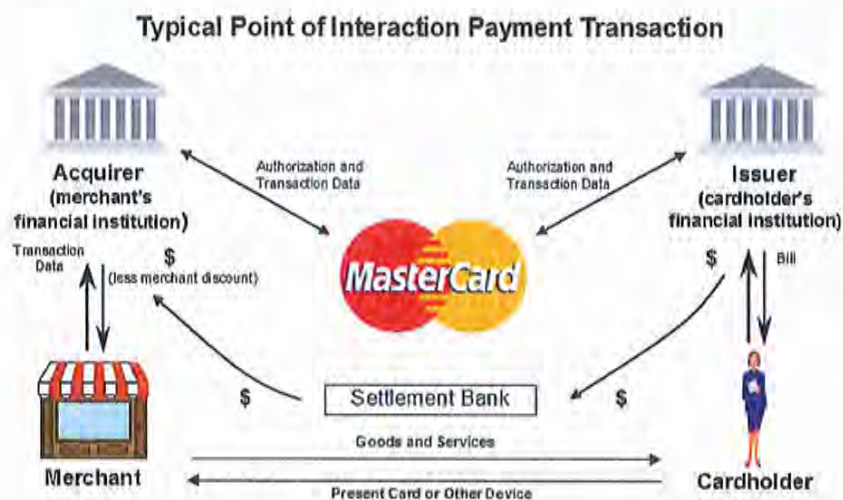 Typical Point of Interaction Payment Transaction
Acquirer
(merchant's
financial institution)
Authorization and
Transaction Data
Authorization and
Transaction Data
Issuer
(cardholder's
financial institution)
Transaction
Data
$
(less merchant discount)
MasterCard
$
Bill
$
Settlement Bank
$
Goods and Services
Merchant
Present Card or Other Device
Cardholder